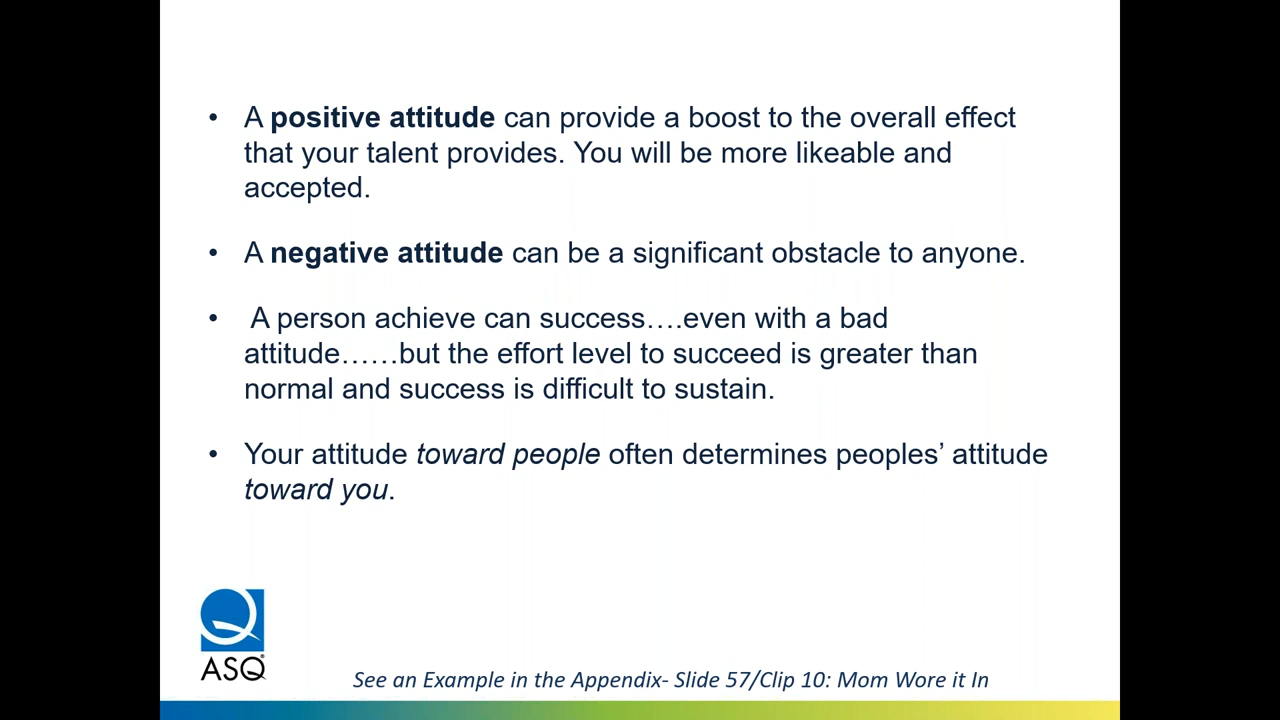 • A positive attitude can provide a boost to the overall effect
that your talent provides. You will be more likeable and
accepted.
• A negative attitude can be a significant obstacle to anyone.
• A person achieve can success….even with a bad
attitude……but the effort level to succeed is greater than
normal and success is difficult to sustain.
• Your attitude toward people often determines peoples’ attitude
toward you.
ASQ
See an Example in the Appendix- Slide 57/Clip 10: Mom Wore it In